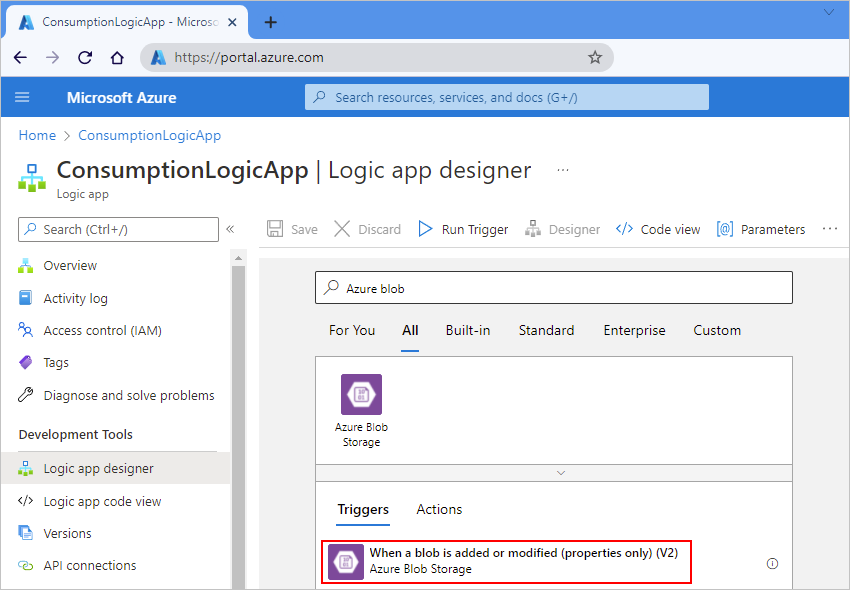 ConsumptionLogicApp - Microso
https://portal.azure.com
Microsoft Azure
Search resources, services, and docs (G+/)
Home > ConsumptionLogicApp
ConsumptionLogicApp | Logic app designer ...
Logic app
Search (Ctrl+/) «
Save Discard Run Trigger Designer </> Code view [@] Parameters ...
Overview
Activity log
Access control (IAM)
Tags
Diagnose and solve problems
Development Tools
Logic app designer
</> Logic app code view
Versions
API connections
Azure blob
For You All Built-in Standard Enterprise Custom
Azure Blob
Storage
Triggers Actions
When a blob is added or modified (properties only) (V2)
Azure Blob Storage